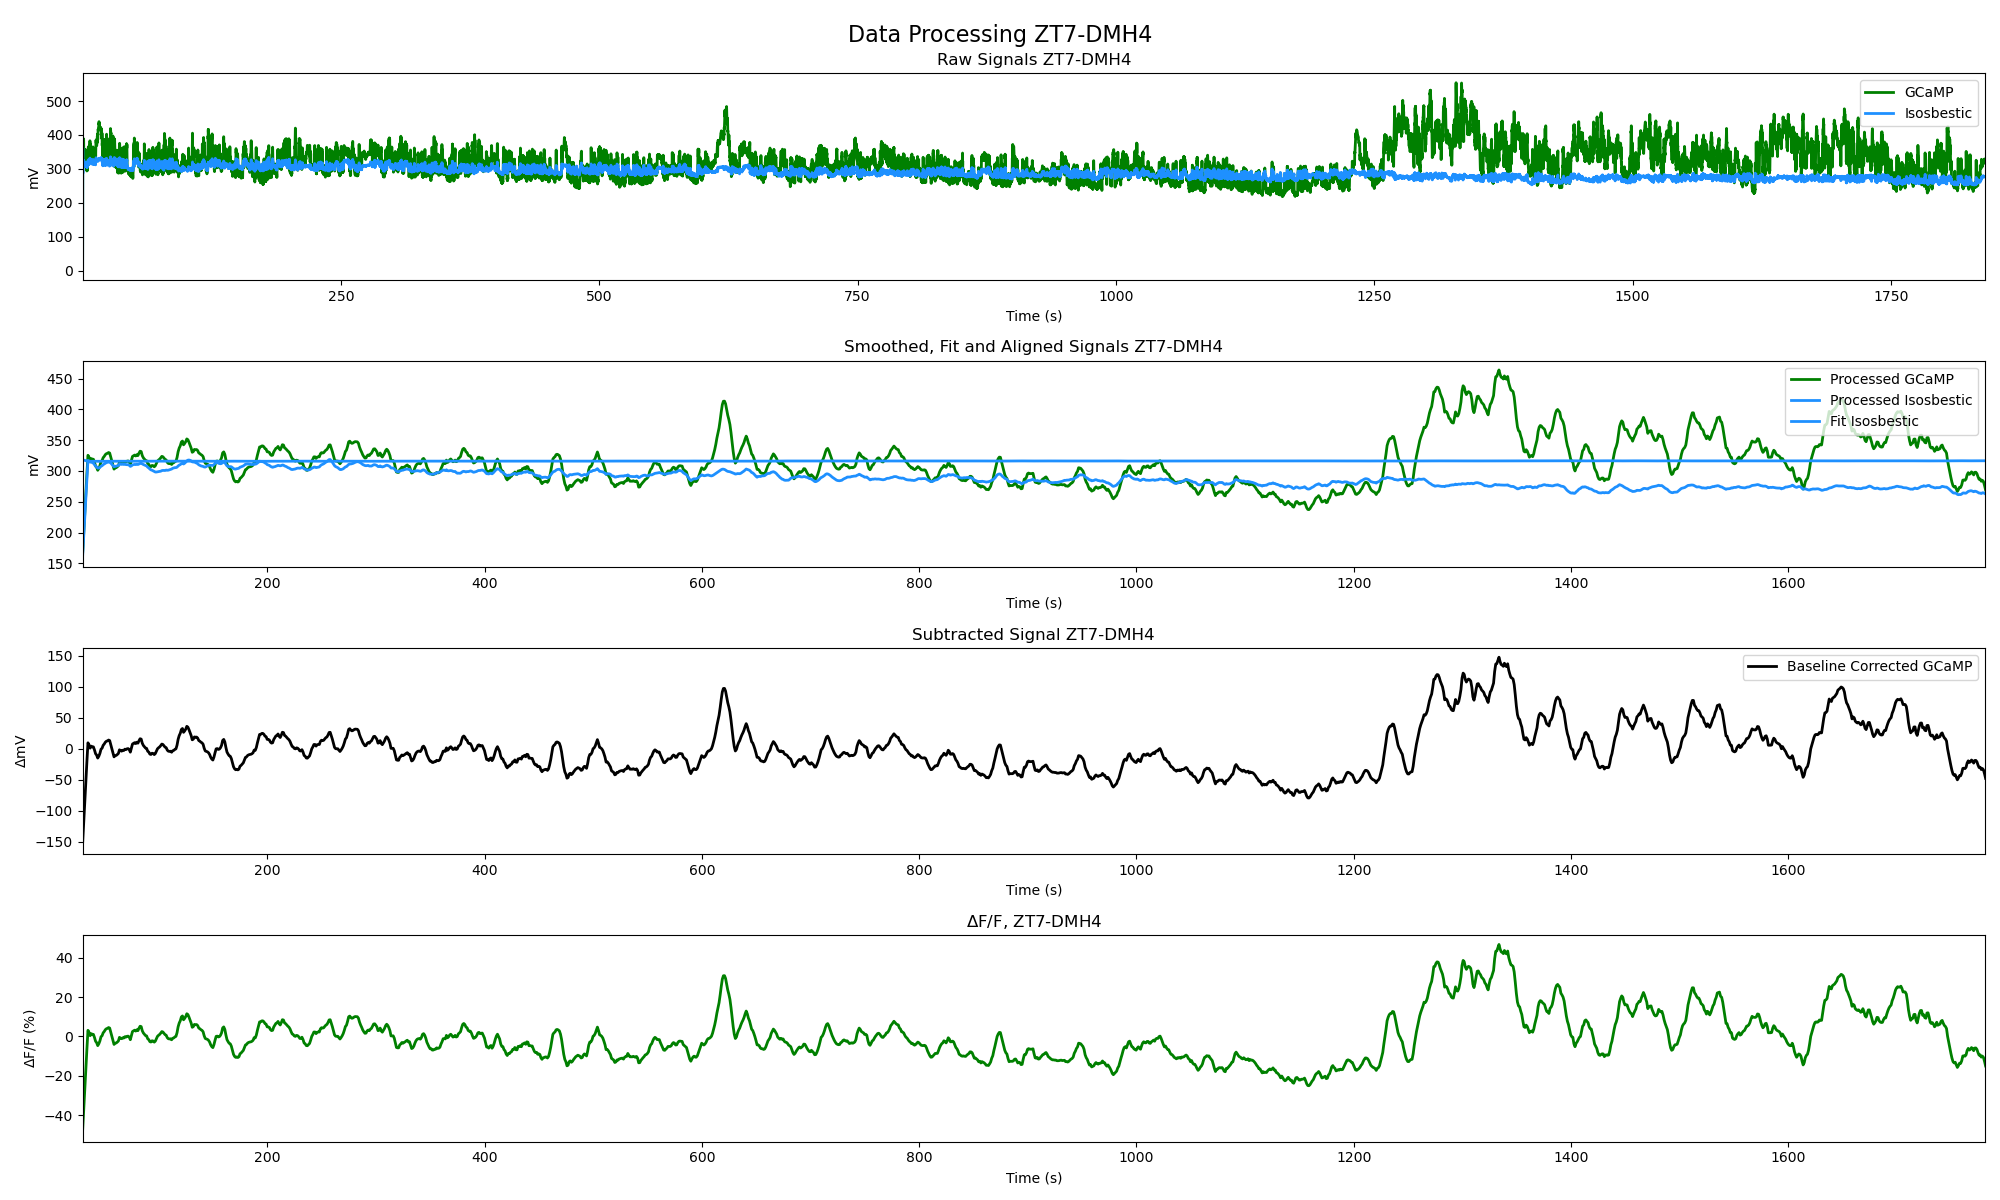 Data Processing ZT7-DMH4
Raw Signals ZT7-DMH4
mV
500
400
300
200
100
0
GCaMP
Isosbestic
250 500 750 1000 1250 1500 1750
Time (s)
Smoothed, Fit and Aligned Signals ZT7-DMH4
mV
450
400
350
300
250
200
150
Processed GCaMP
Processed Isosbestic
Fit Isosbestic
200 400 600 800 1000 1200 1400 1600
Time (s)
Subtracted Signal ZT7-DMH4
ΔmV
150
100
50
0
−50
−100
−150
Baseline Corrected GCaMP
200 400 600 800 1000 1200 1400 1600
Time (s)
ΔF/F, ZT7-DMH4
ΔF/F (%)
40
20
0
−20
−40
200 400 600 800 1000 1200 1400 1600
Time (s)